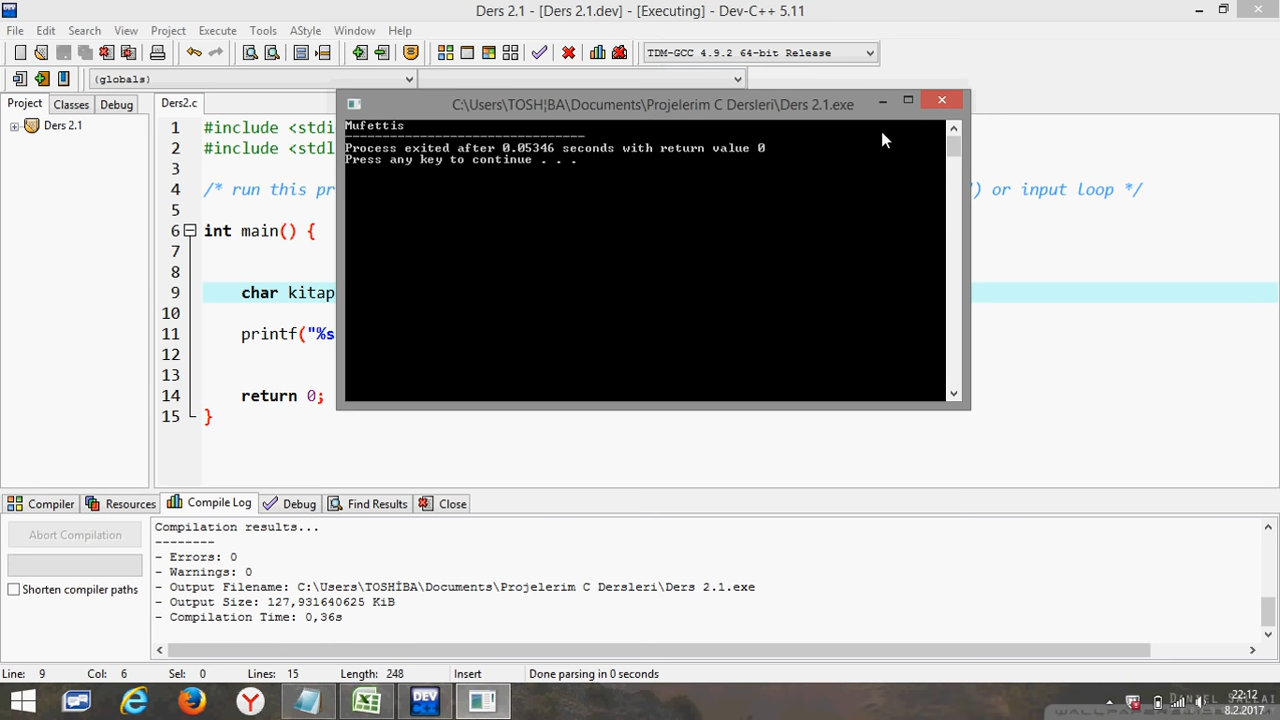 Ders 2.1 - [Ders 2.1.dev] - [Executing] - Dev-C++ 5.11
File Edit Search View Project Execute Tools AStyle Window Help
TDM-GCC 4.9.2 64-bit Release
(globals)
Project Classes Debug
Ders2.c
Ders 2.1
C:\Users\TOSH¦BA\Documents\Projelerim C Dersleri\Ders 2.1.exe
Mufettis
--------------------------------
Process exited after 0.05346 seconds with return value 0
Press any key to continue . . .
1 #include <stdi
2 #include <stdl
3
4 /* run this pr ) or input loop */
5
6 int main() {
7
8
9 char kitap
10
11 printf("%s
12
13
14 return 0;
15 }
Compiler Resources Compile Log Debug Find Results Close
Abort Compilation
Shorten compiler paths
Compilation results...
--------
- Errors: 0
- Warnings: 0
- Output Filename: C:\Users\TOSHİBA\Documents\Projelerim C Dersleri\Ders 2.1.exe
- Output Size: 127,931640625 KiB
- Compilation Time: 0,36s
Line: 9 Col: 6 Sel: 0 Lines: 15 Length: 248 Insert Done parsing in 0 seconds
DEV
22:12
8.2.2017
DANIEL SALLAI